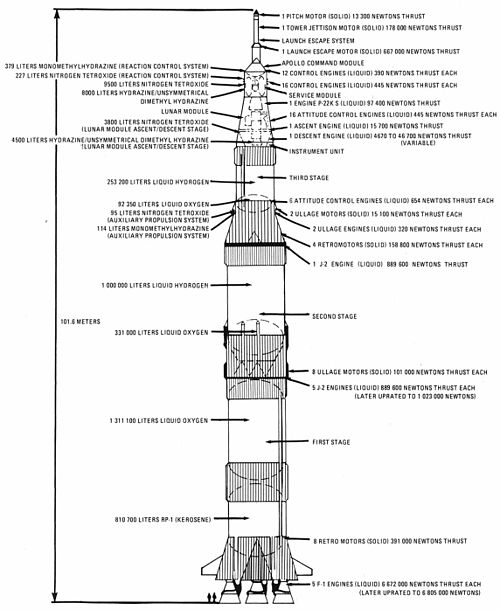 1 PITCH MOTOR (SOLID) 13 300 NEWTONS THRUST
1 TOWER JETTISON MOTOR (SOLID) 178 000 NEWTONS THRUST
LAUNCH ESCAPE SYSTEM
1 LAUNCH ESCAPE MOTOR (SOLID) 667 000 NEWTONS THRUST
APOLLO COMMAND MODULE
379 LITERS MONOMETHYLHYDRAZINE (REACTION CONTROL SYSTEM)
12 CONTROL ENGINES (LIQUID) 390 NEWTONS THRUST EACH
227 LITERS NITROGEN TETROXIDE (REACTION CONTROL SYSTEM)
9500 LITERS NITROGEN TETROXIDE
16 CONTROL ENGINES (LIQUID) 445 NEWTONS THRUST EACH
8000 LITERS HYDRAZINE/UNSYMMETRICAL
DIMETHYL HYDRAZINE
SERVICE MODULE
1 ENGINE P-22K S (LIQUID) 97 400 NEWTONS THRUST
LUNAR MODULE
16 ATTITUDE CONTROL ENGINES (LIQUID) 445 NEWTONS THRUST EACH
3800 LITERS NITROGEN TETROXIDE
(LUNAR MODULE ASCENT/DESCENT STAGE)
1 ASCENT ENGINE (LIQUID) 15 700 NEWTONS THRUST
1 DESCENT ENGINE (LIQUID) 4670 TO 46 700 NEWTONS THRUST
(VARIABLE)
4500 LITERS HYDRAZINE/UNSYMMETRICAL DIMETHYL HYDRAZINE
(LUNAR MODULE ASCENT/DESCENT STAGE)
INSTRUMENT UNIT
THIRD STAGE
253 200 LITERS LIQUID HYDROGEN
92 350 LITERS LIQUID OXYGEN
6 ATTITUDE CONTROL ENGINES (LIQUID) 654 NEWTONS THRUST EACH
95 LITERS NITROGEN TETROXIDE
(AUXILIARY PROPULSION SYSTEM)
2 ULLAGE MOTORS (SOLID) 15 100 NEWTONS THRUST EACH
114 LITERS MONOMETHYLHYDRAZINE
(AUXILIARY PROPULSION SYSTEM)
2 ULLAGE ENGINES (LIQUID) 320 NEWTONS THRUST EACH
4 RETROMOTORS (SOLID) 158 800 NEWTONS THRUST EACH
1 J-2 ENGINE (LIQUID) 889 600 NEWTONS THRUST
1 000 000 LITERS LIQUID HYDROGEN
101.6 METERS
SECOND STAGE
331 000 LITERS LIQUID OXYGEN
8 ULLAGE MOTORS (SOLID) 101 000 NEWTONS THRUST EACH
5 J-2 ENGINES (LIQUID) 889 600 NEWTONS THRUST EACH
(LATER UPRATED TO 1 023 000 NEWTONS)
1 311 100 LITERS LIQUID OXYGEN
FIRST STAGE
810 700 LITERS RP-1 (KEROSENE)
8 RETRO MOTORS (SOLID) 391 000 NEWTONS THRUST
5 F-1 ENGINES (LIQUID) 6 672 000 NEWTONS THRUST EACH
(LATER UPRATED TO 6 805 000 NEWTONS)